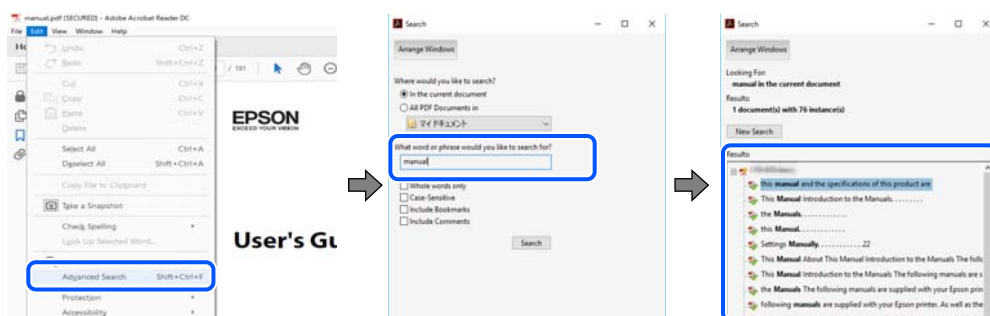 manual.pdf (SECURED) - Adobe Acrobat Reader DC
File Edit View Window Help
Undo Ctrl+Z
Redo Shift+Ctrl+Z
Cut Ctrl+X
Copy Ctrl+C
Paste Ctrl+V
Delete
Select All Ctrl+A
Deselect All Shift+Ctrl+A
Copy File to Clipboard
Take a Snapshot
Check Spelling
Look Up Selected Word...
Advanced Search Shift+Ctrl+F
Protection
Accessibility
/ 181
EPSON
EXCEED YOUR VISION
User's Gu
Search
Arrange Windows
Where would you like to search?
In the current document
All PDF Documents in
マイ ドキュメント
What word or phrase would you like to search for?
manual
Whole words only
Case-Sensitive
Include Bookmarks
Include Comments
Search
Search
Arrange Windows
Looking For:
manual in the current document
Results:
1 document(s) with 76 instance(s)
New Search
Results:
this manual and the specifications of this product are
This Manual Introduction to the Manuals. . . . . . . . .
the Manuals. . . . . . . . . . . . .
this Manual. . . . . . . . . . . . .
Settings Manually. . . . . . . . . . . . .22
This Manual About This Manual Introduction to the Manuals The follo
This Manual Introduction to the Manuals The following manuals are s
the Manuals The following manuals are supplied with your Epson prin
following manuals are supplied with your Epson printer. As well as the